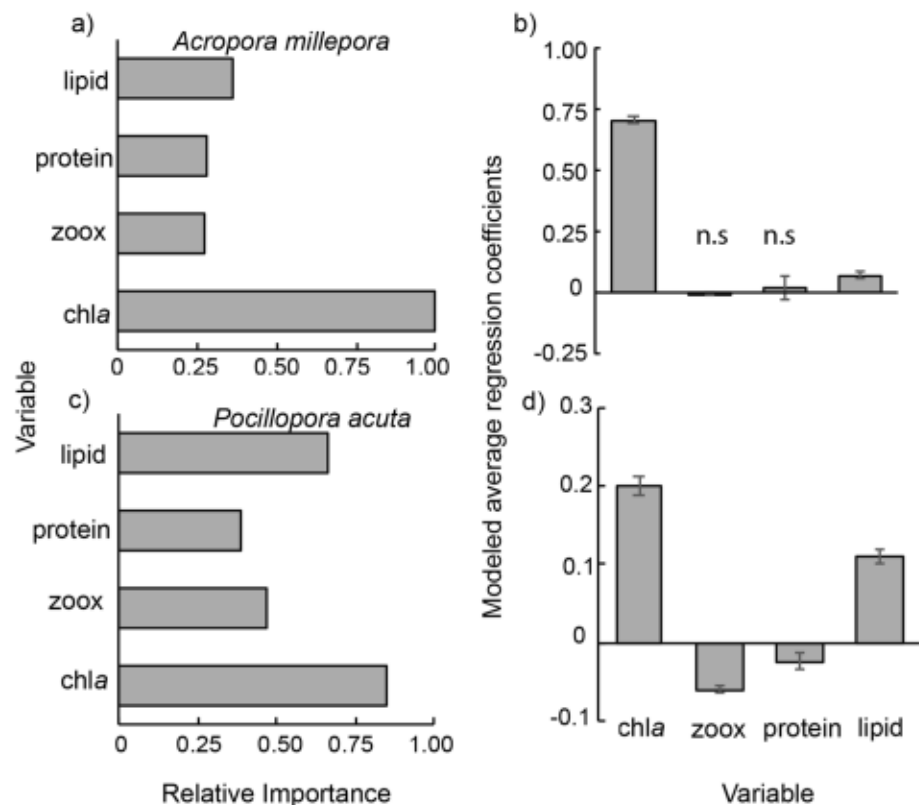 a)
Acropora millepora
lipid
protein
zoox
chla
0 0.25 0.50 0.75 1.00
b)
1.00
0.75
0.50
0.25
0
-0.25
n.s n.s
Variable
Modeled average regression coefficients
c)
Pocillopora acuta
lipid
protein
zoox
chla
0 0.25 0.50 0.75 1.00
Relative Importance
d)
0.3
0.2
0.1
0
-0.1
chla zoox protein lipid
Variable